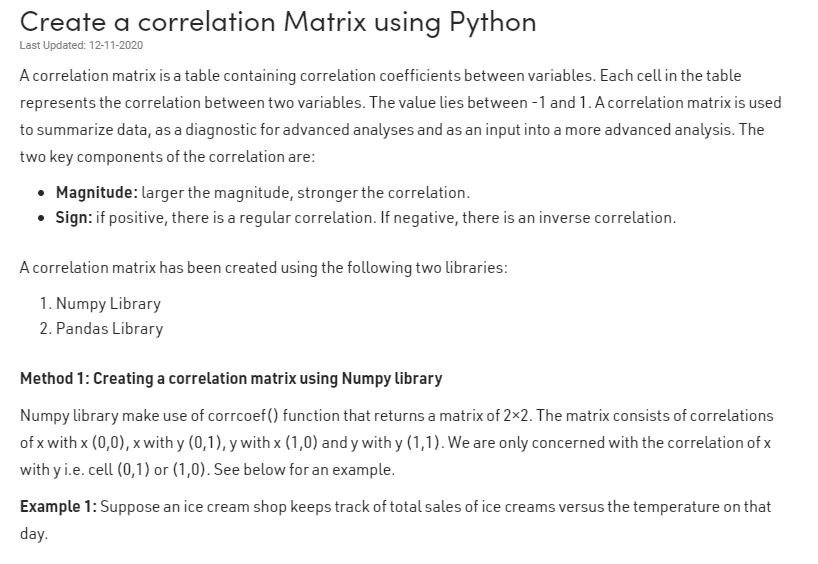 Create a correlation Matrix using Python
Last Updated: 12-11-2020
A correlation matrix is a table containing correlation coefficients between variables. Each cell in the table
represents the correlation between two variables. The value lies between -1 and 1. A correlation matrix is used
to summarize data, as a diagnostic for advanced analyses and as an input into a more advanced analysis. The
two key components of the correlation are:
• Magnitude: larger the magnitude, stronger the correlation.
• Sign: if positive, there is a regular correlation. If negative, there is an inverse correlation.
A correlation matrix has been created using the following two libraries:
1. Numpy Library
2. Pandas Library
Method 1: Creating a correlation matrix using Numpy library
Numpy library make use of corrcoef() function that returns a matrix of 2×2. The matrix consists of correlations
of x with x (0,0), x with y (0,1), y with x (1,0) and y with y (1,1). We are only concerned with the correlation of x
with y i.e. cell (0,1) or (1,0). See below for an example.
Example 1: Suppose an ice cream shop keeps track of total sales of ice creams versus the temperature on that
day.